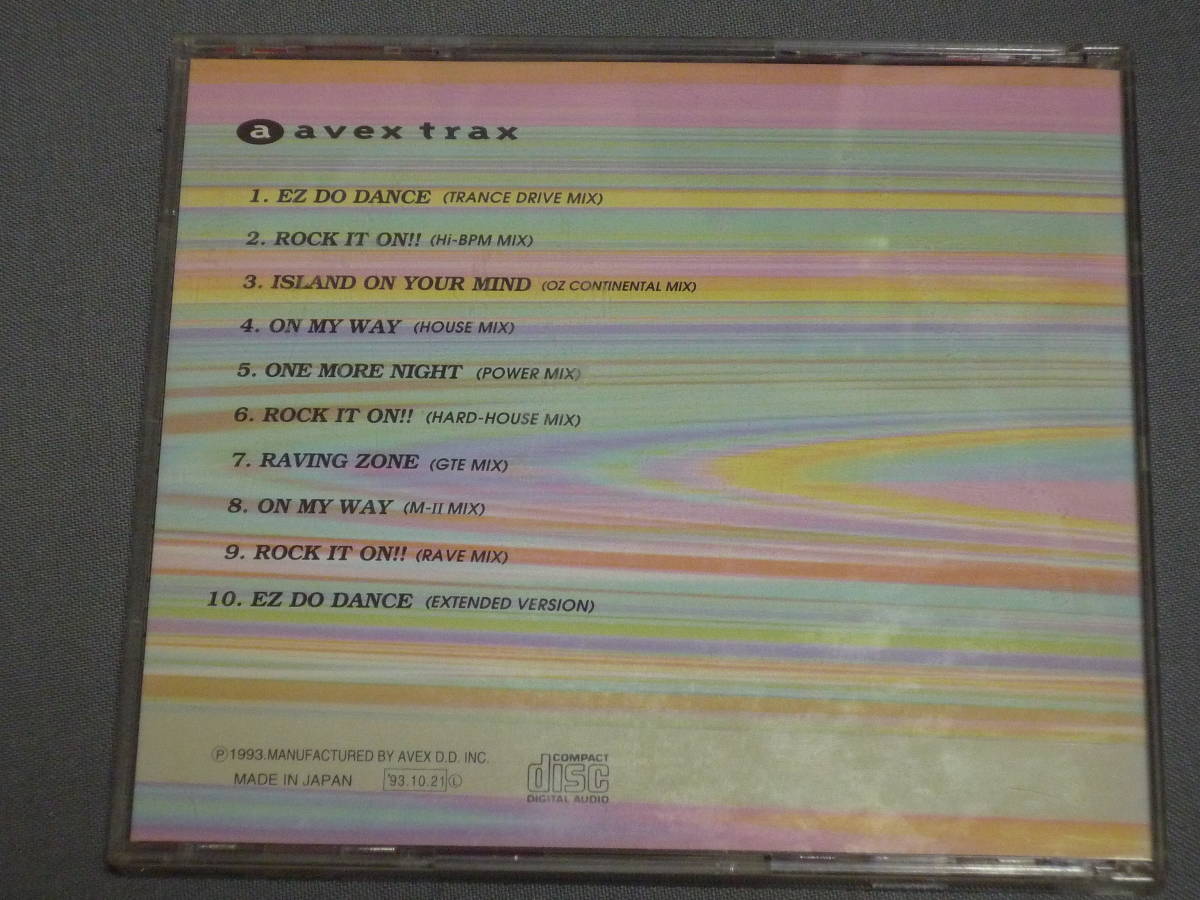 a avex trax
1. EZ DO DANCE (TRANCE DRIVE MIX)
2. ROCK IT ON!! (Hi-BPM MIX)
3. ISLAND ON YOUR MIND (OZ CONTINENTAL MIX)
4. ON MY WAY (HOUSE MIX)
5. ONE MORE NIGHT (POWER MIX)
6. ROCK IT ON!! (HARD-HOUSE MIX)
7. RAVING ZONE (GTE MIX)
8. ON MY WAY (M-II MIX)
9. ROCK IT ON!! (RAVE MIX)
10. EZ DO DANCE (EXTENDED VERSION)
Ⓟ1993.MANUFACTURED BY AVEX D.D. INC.
MADE IN JAPAN '93.10.21 Ⓛ
COMPACT
disc
DIGITAL AUDIO